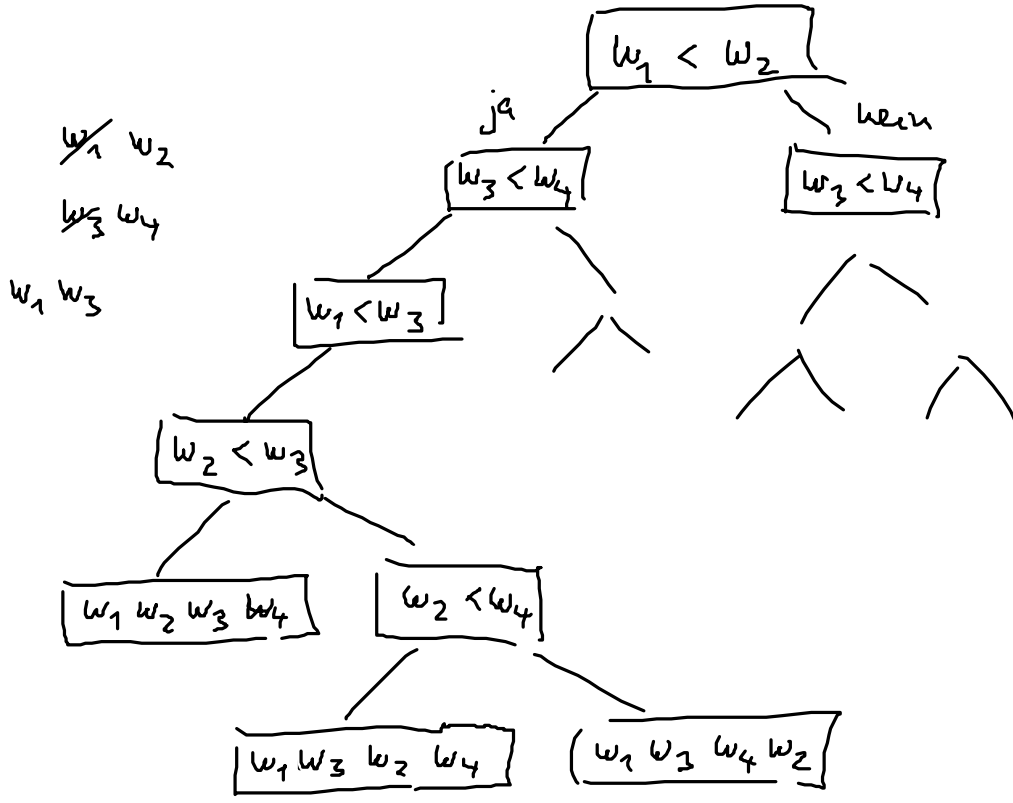 w1 < w2
ja
nein
w1 w2
w3 < w4
w3 < w4
w3 w4
w1 w3
w1 < w3
w2 < w3
w1 w2 w3 w4
w2 < w4
w1 w3 w2 w4
w1 w3 w4 w2